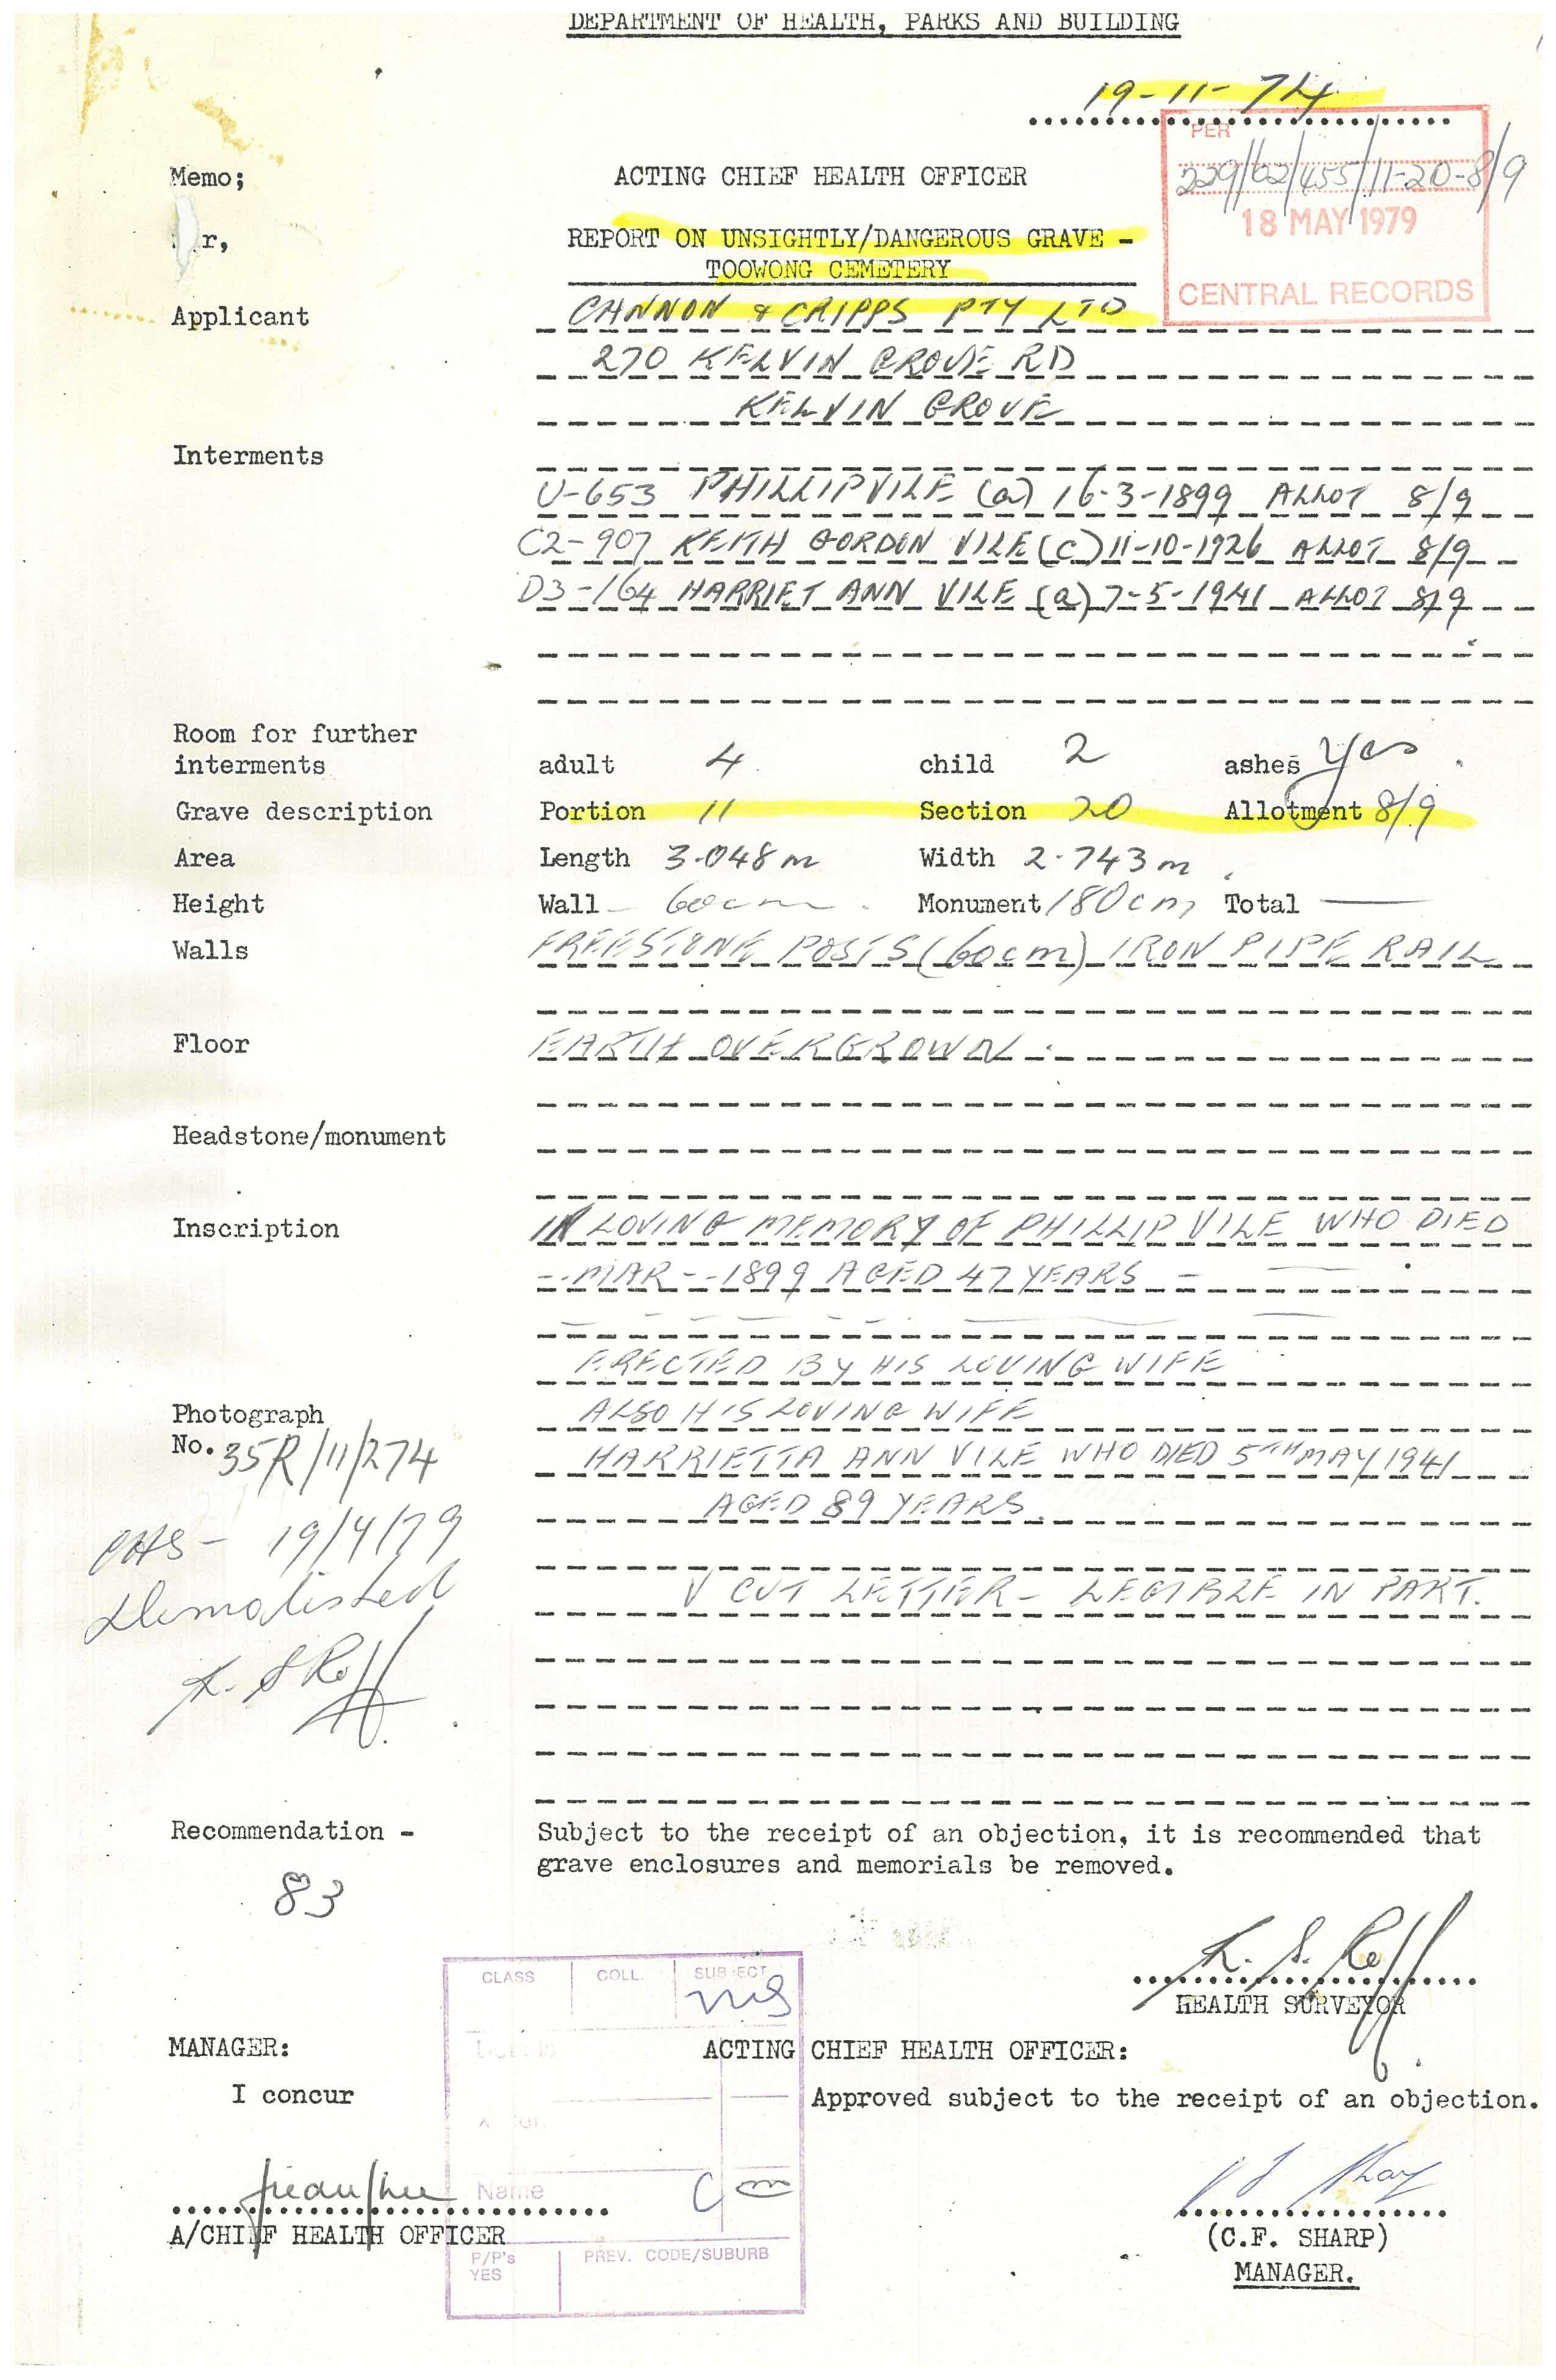 DEPARTMENT OF HEALTH, PARKS AND BUILDING
19-11-74
PER
229/62/455/11-20-8/9
18 MAY 1979
CENTRAL RECORDS
Memo; ACTING CHIEF HEALTH OFFICER
r,
REPORT ON UNSIGHTLY/DANGEROUS GRAVE -
TOOWONG CEMETERY
Applicant CANNON & CRIPPS PTY LTD
270 KELVIN GROVE RD
KELVIN GROVE
Interments
U-653 PHILLIP VILE (a) 16-3-1899 ALLOT 8/9
C2-907 KEITH GORDON VILE (C) 11-10-1926 ALLOT 8/9
D3-164 HARRIET ANN VILE (a) 7-5-1941 ALLOT 8/9
Room for further
interments adult 4 child 2 ashes yes
Grave description Portion 11 Section 20 Allotment 8/9
Area Length 3.048m Width 2.743m
Height Wall 60cm Monument 180cm Total —
Walls FREESTONE POSTS (60cm) IRON PIPE RAIL
Floor EARTH OVERGROWN.
Headstone/monument
Inscription IN LOVING MEMORY OF PHILLIP VILE WHO DIED
-- MAR -- 1899 AGED 47 YEARS -
ERECTED BY HIS LOVING WIFE
Photograph ALSO HIS LOVING WIFE
No. 35R/11/274 HARRIETTA ANN VILE WHO DIED 5TH MAY 1941
AGED 89 YEARS
19/4/79
Demolished
V CUT LETTER - LEGIBLE IN PART.
Recommendation - Subject to the receipt of an objection, it is recommended that
grave enclosures and memorials be removed.
83
HEALTH SURVEYOR
CLASS COLL. SUBJECT
MANAGER: ACTING CHIEF HEALTH OFFICER:
I concur Approved subject to the receipt of an objection.
Name
A/CHIEF HEALTH OFFICER (C.F. SHARP)
P/P's PREV. CODE/SUBURB
YES
MANAGER.